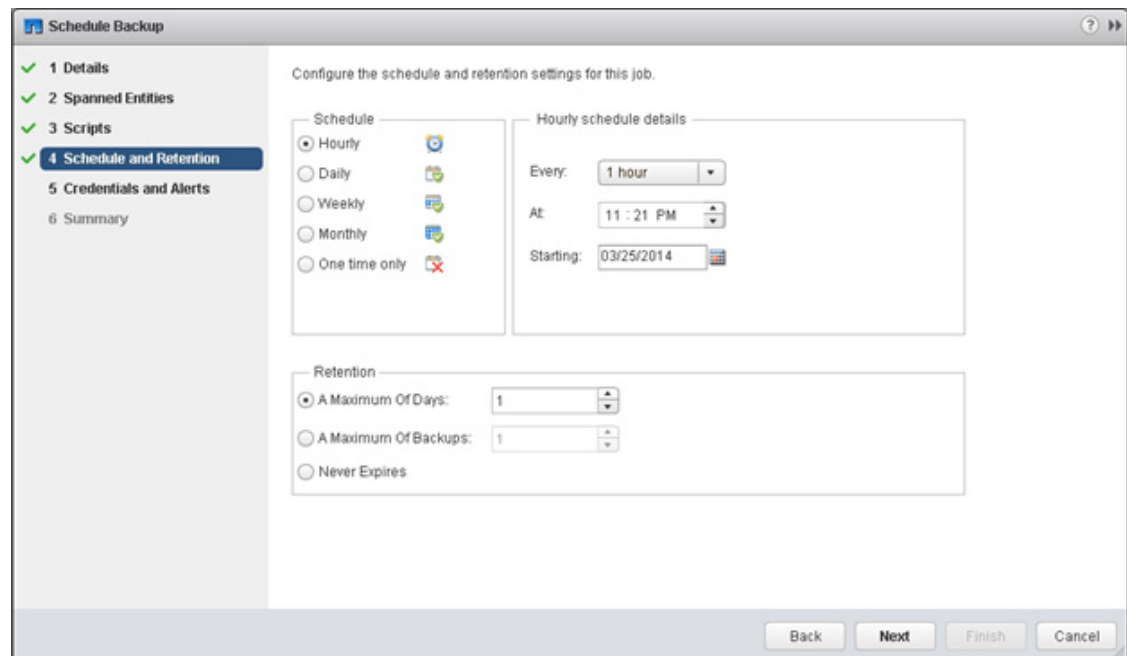 Schedule Backup
?
1 Details
2 Spanned Entities
3 Scripts
4 Schedule and Retention
5 Credentials and Alerts
6 Summary
Configure the schedule and retention settings for this job.
Schedule
Hourly
Daily
Weekly
Monthly
One time only
Hourly schedule details
Every: 1 hour
At: 11 : 21 PM
Starting: 03/25/2014
Retention
A Maximum Of Days: 1
A Maximum Of Backups: 1
Never Expires
Back Next Finish Cancel